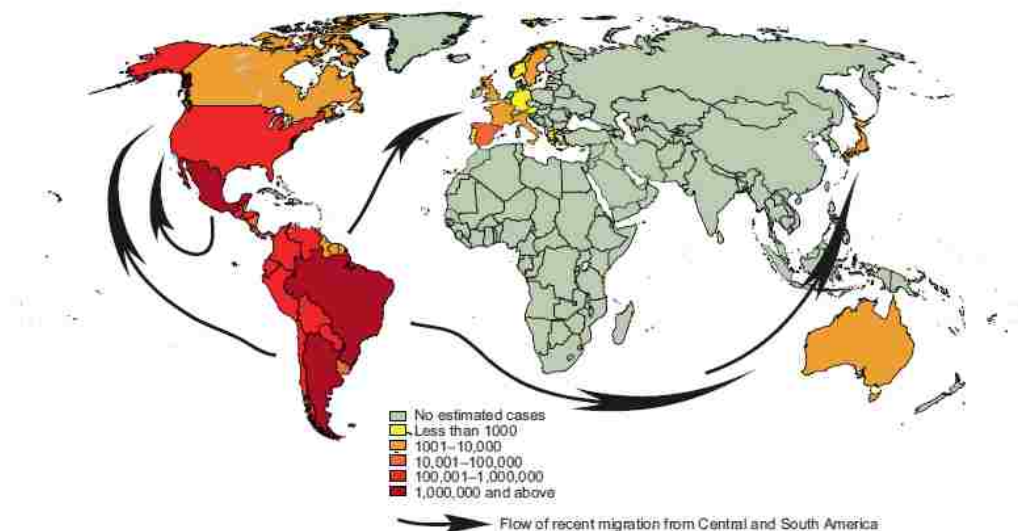 No estimated cases
Less than 1000
1001–10,000
10,001–100,000
100,001–1,000,000
1,000,000 and above
Flow of recent migration from Central and South America